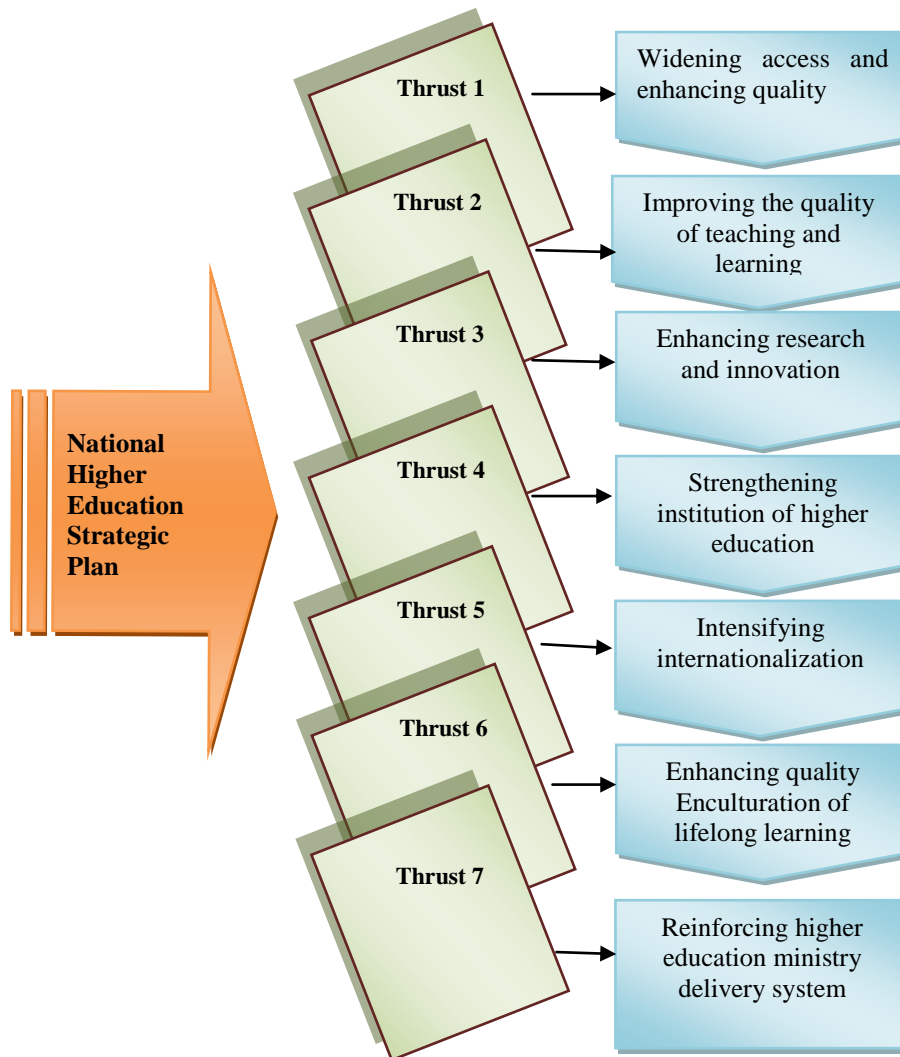 National
Higher
Education
Strategic
Plan
Thrust 1
Widening access and
enhancing quality
Thrust 2
Improving the quality
of teaching and
learning
Thrust 3
Enhancing research
and innovation
Thrust 4
Strengthening
institution of higher
education
Thrust 5
Intensifying
internationalization
Thrust 6
Enhancing quality
Enculturation of
lifelong learning
Thrust 7
Reinforcing higher
education ministry
delivery system